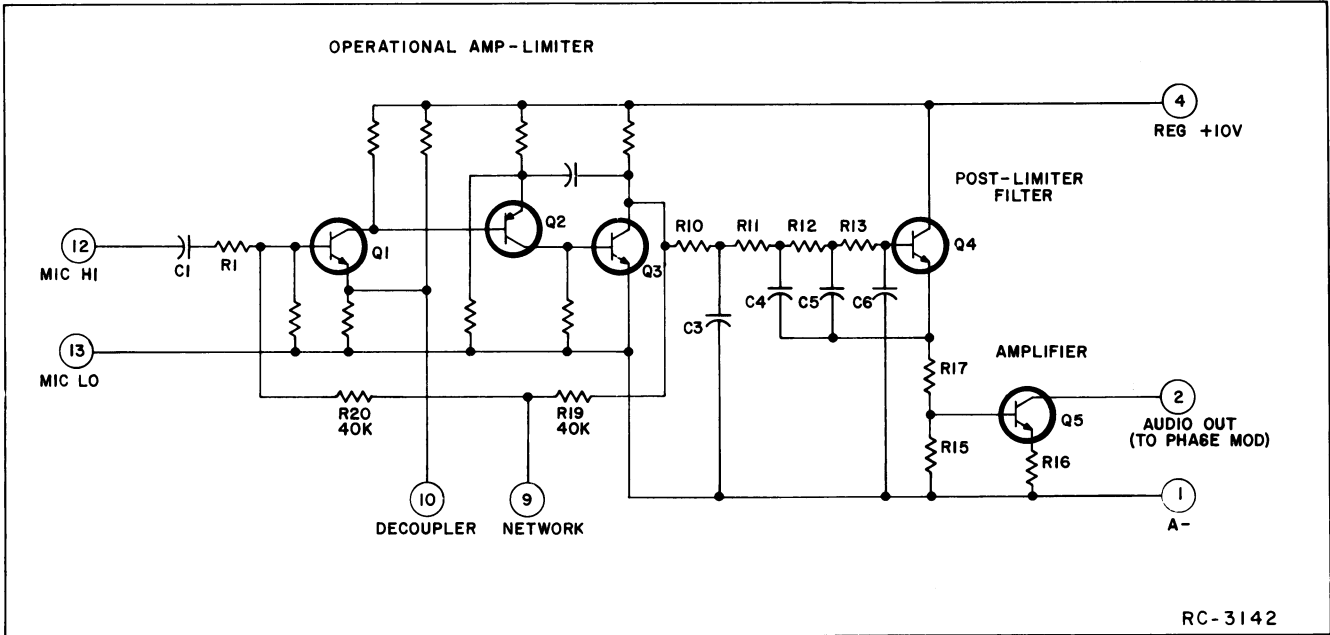 OPERATIONAL AMP-LIMITER
4
REG +10V
POST-LIMITER
FILTER
12
MIC HI
C1
R1
Q1
Q2
Q3
R10
R11
R12
R13
Q4
C3
C4
C5
C6
13
MIC LO
R20
40K
R19
40K
R17
AMPLIFIER
Q5
2
AUDIO OUT
(TO PHASE MOD)
R15
R16
10
DECOUPLER
9
NETWORK
1
A-
RC-3142